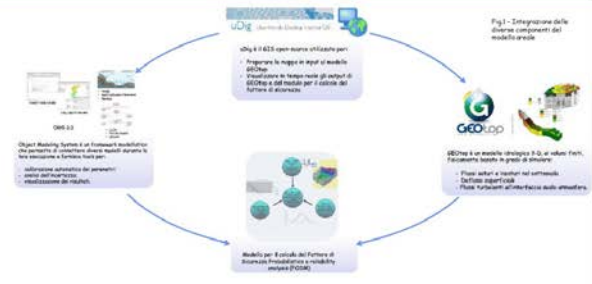 uDig
Fig.1 - Integrazione delle
diverse componenti del
modello areale
uDig è il GIS open source utilizzato per:
- Preparare le mappe in input al modello
GEOtop
- Visualizzare in tempo reale gli output di
GEOtop e del modulo per il calcolo del
fattore di sicurezza
OMS 3.2
Object Modeling System è un framework modellistico
che permette di connettere diversi modelli durante la
loro esecuzione e fornisce tools per:
- calibrazione automatica dei parametri
- analisi dell'incertezza
- visualizzazione dei risultati.
GEOtop
GEOtop è un modello idrologico 3-D, ai volumi finiti,
fisicamente basato in grado di simulare:
- Flussi saturi e insaturi nel sottosuolo
- Deflusso superficiale
- Flussi turbolenti all'interfaccia suolo atmosfera.
Modello per il calcolo del Fattore di
Sicurezza Probabilistico e reliability
analysis (FOSM)